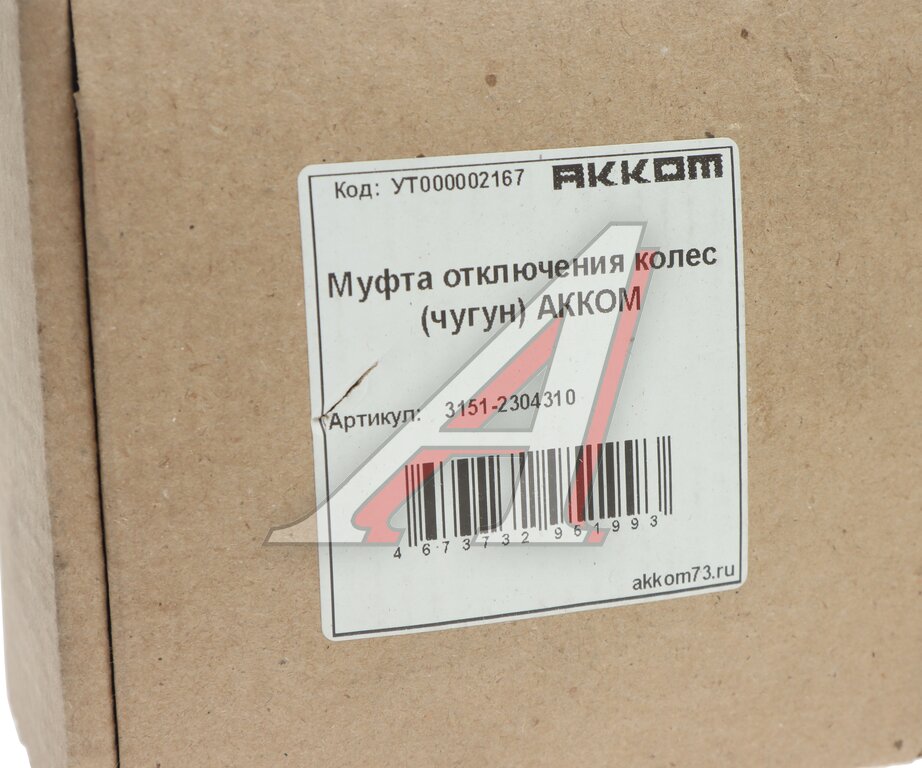 Код: УТ000002167
AKKOM
Муфта отключения колес
(чугун) АККОМ
Артикул: 3151-2304310
4 673732 961993
akkom73.ru